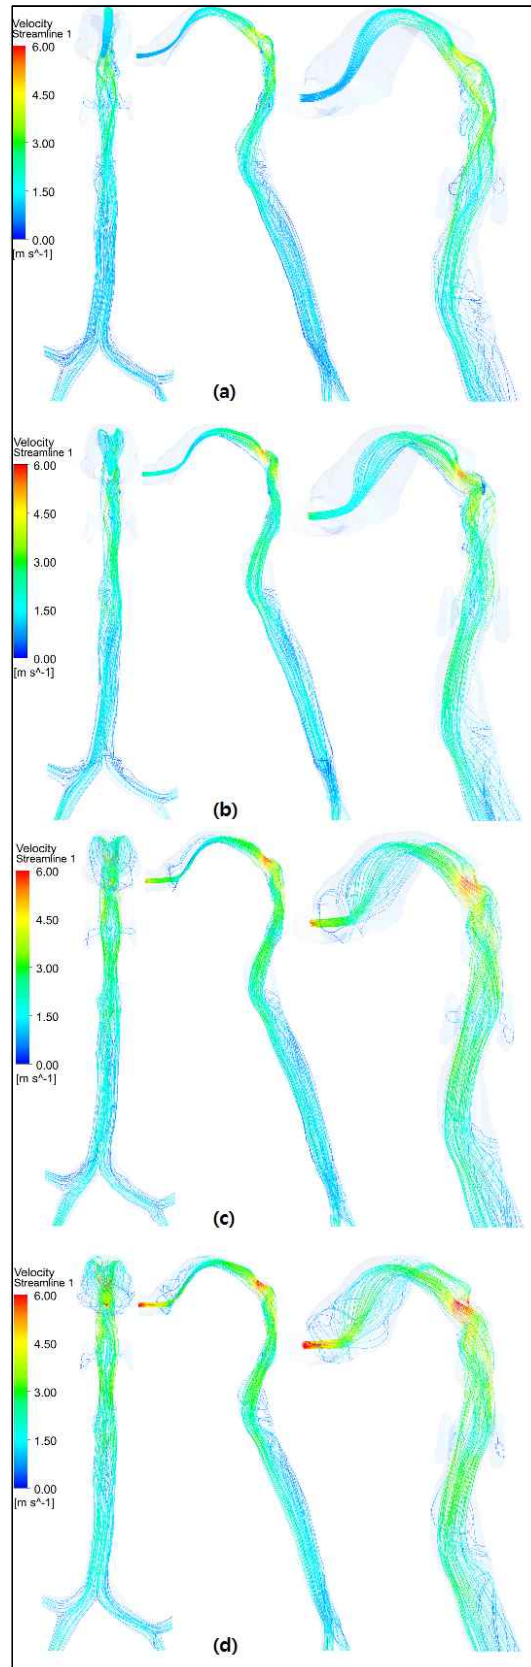 Velocity
Streamline 1
6.00
4.50
3.00
1.50
0.00
[m s^-1]
(a)
Velocity
Streamline 1
6.00
4.50
3.00
1.50
0.00
[m s^-1]
(b)
Velocity
Streamline 1
6.00
4.50
3.00
1.50
0.00
[m s^-1]
(c)
Velocity
Streamline 1
6.00
4.50
3.00
1.50
0.00
[m s^-1]
(d)